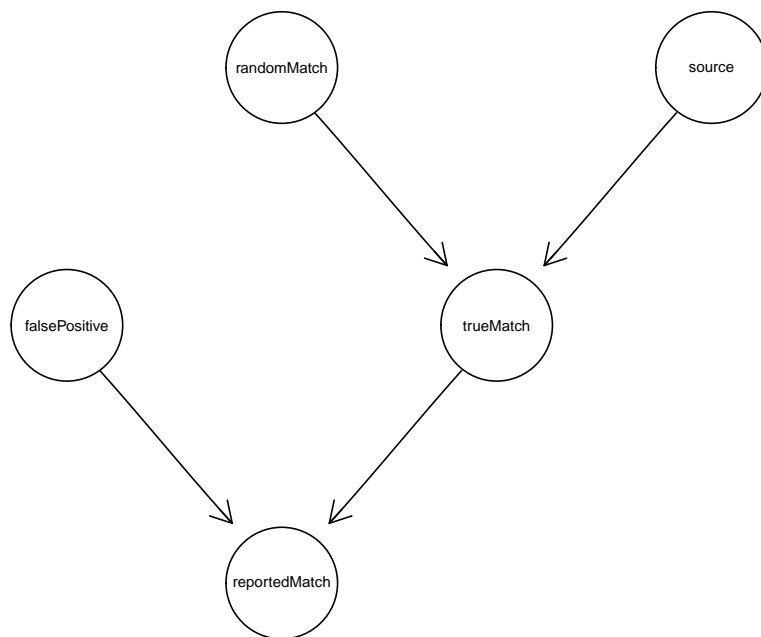 randomMatch
source
falsePositive
trueMatch
reportedMatch